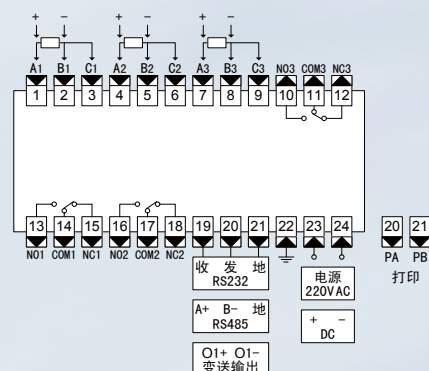 + − + − + −
A1 B1 C1 A2 B2 C2 A3 B3 C3 NO3 COM3 NC3
1 2 3 4 5 6 7 8 9 10 11 12
13 14 15 16 17 18 19 20 21 22 23 24 20 21
NO1 COM1 NC1 NO2 COM2 NC2 PA PB
收 发 地
RS232
电源
220VAC
打印
A+ B- 地
RS485
+ −
DC
O1+ O1-
变送输出